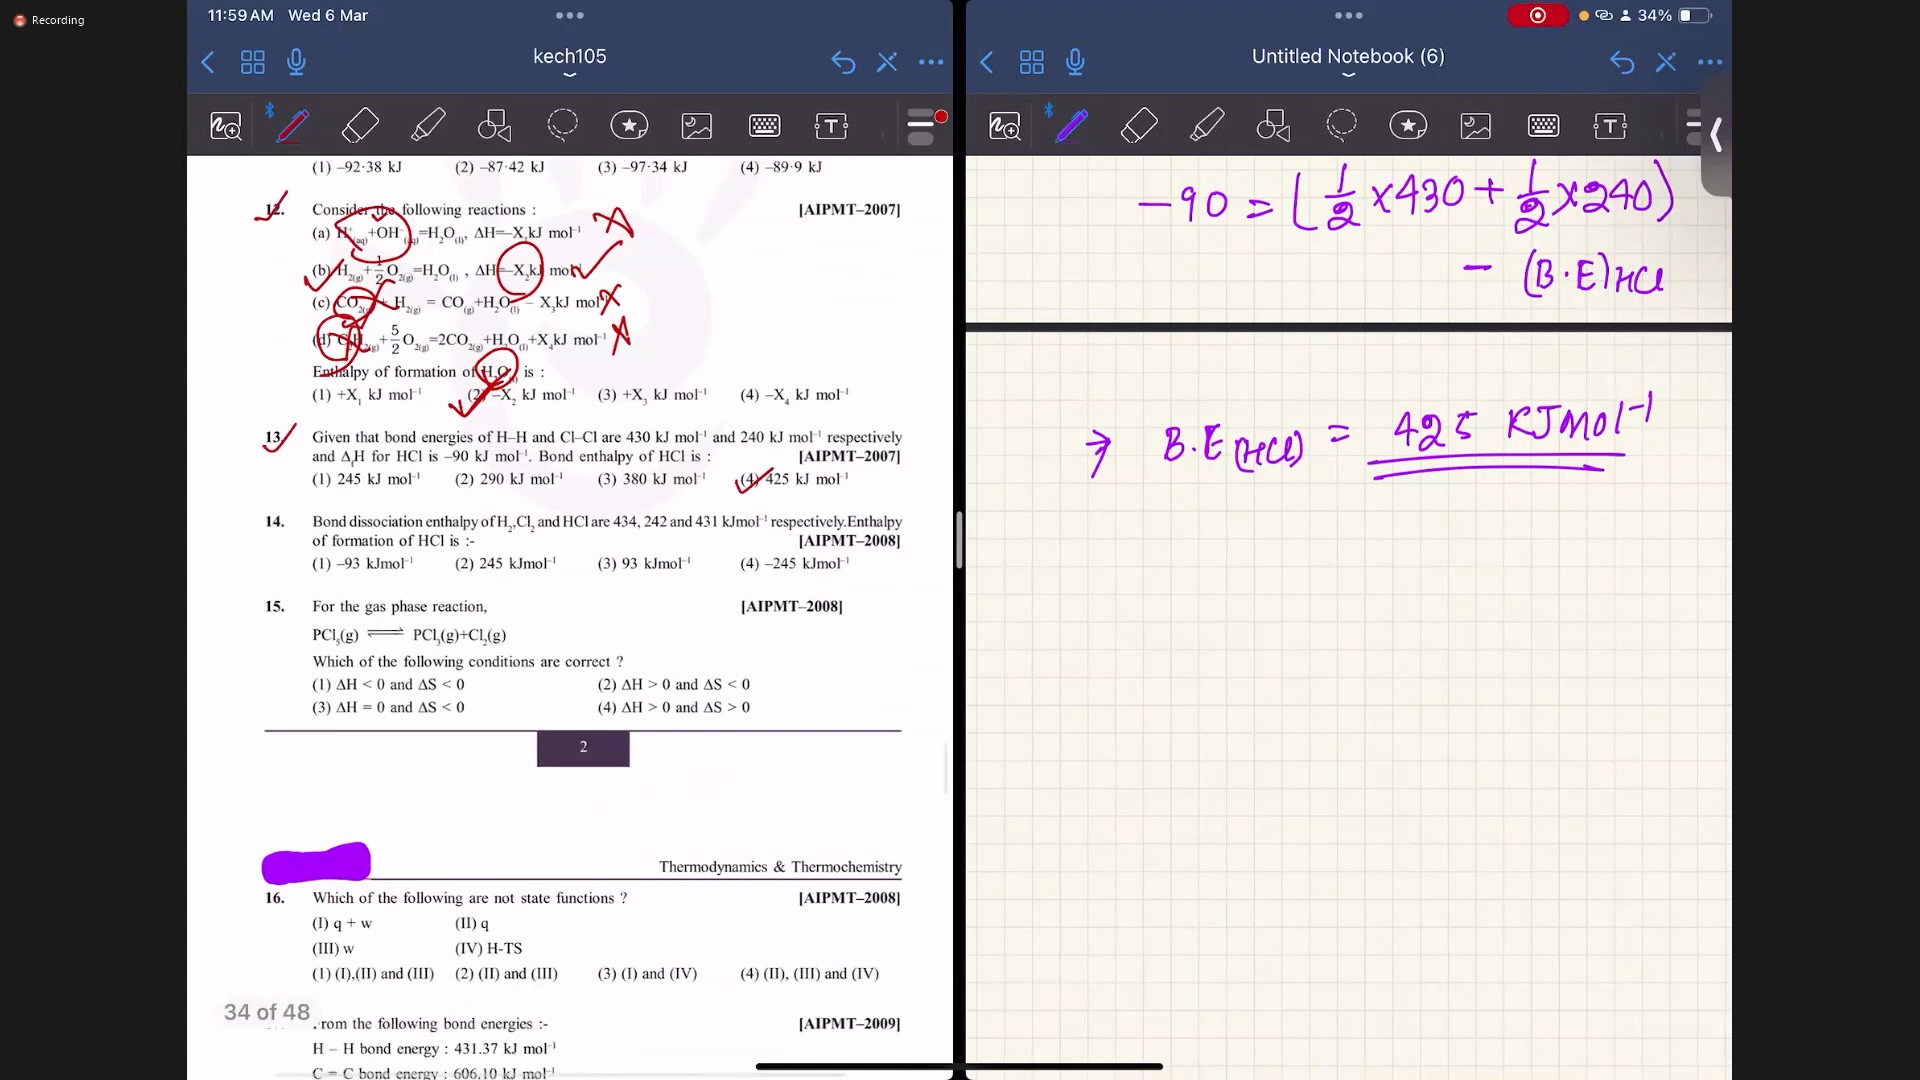 Recording
11:59 AM Wed 6 Mar
34%
kech105
Untitled Notebook (6)
(1) –92·38 kJ (2) –87·42 kJ (3) –97·34 kJ (4) –89·9 kJ
12. Consider the following reactions : [AIPMT–2007]
(a) H⁺(aq) +OH⁻(aq) =H₂O(l), ΔH=–X₁kJ mol⁻¹
(b) H₂(g) + 1/2 O₂(g) =H₂O(l) , ΔH=–X₂kJ mol⁻¹
(c) CO₂(g) + H₂(g) = CO(g) +H₂O – X₃kJ mol⁻¹
(d) C₂H₂(g) + 5/2 O₂(g) =2CO₂(g) +H₂O(l) +X₄kJ mol⁻¹
Enthalpy of formation of H₂O(l) is :
(1) +X₁ kJ mol⁻¹ (2) –X₂ kJ mol⁻¹ (3) +X₃ kJ mol⁻¹ (4) –X₄ kJ mol⁻¹
13. Given that bond energies of H–H and Cl–Cl are 430 kJ mol⁻¹ and 240 kJ mol⁻¹ respectively
and ΔfH for HCl is –90 kJ mol⁻¹. Bond enthalpy of HCl is : [AIPMT–2007]
(1) 245 kJ mol⁻¹ (2) 290 kJ mol⁻¹ (3) 380 kJ mol⁻¹ (4) 425 kJ mol⁻¹
14. Bond dissociation enthalpy of H₂,Cl₂ and HCl are 434, 242 and 431 kJmol⁻¹ respectively.Enthalpy
of formation of HCl is :- [AIPMT–2008]
(1) –93 kJmol⁻¹ (2) 245 kJmol⁻¹ (3) 93 kJmol⁻¹ (4) –245 kJmol⁻¹
15. For the gas phase reaction, [AIPMT–2008]
PCl₅(g) ⇌ PCl₃(g)+Cl₂(g)
Which of the following conditions are correct ?
(1) ΔH < 0 and ΔS < 0 (2) ΔH > 0 and ΔS < 0
(3) ΔH = 0 and ΔS < 0 (4) ΔH > 0 and ΔS > 0
2
Thermodynamics & Thermochemistry
16. Which of the following are not state functions ? [AIPMT–2008]
(I) q + w (II) q
(III) w (IV) H-TS
(1) (I),(II) and (III) (2) (II) and (III) (3) (I) and (IV) (4) (II), (III) and (IV)
34 of 48
rom the following bond energies :- [AIPMT–2009]
H – H bond energy : 431.37 kJ mol⁻¹
C = C bond energy : 606.10 kJ mol⁻¹
-90 = (1/2 ×430 + 1/2 ×240)
- (B.E)HCl
⇒ B.E(HCl) = 425 KJMol⁻¹